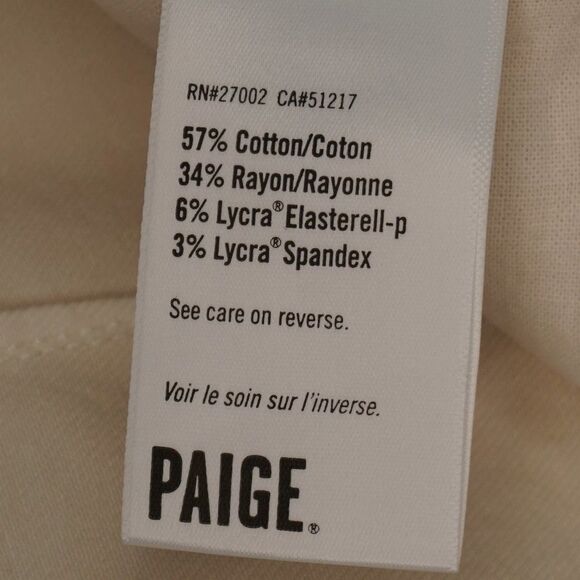 RN#27002 CA#51217
57% Cotton/Coton
34% Rayon/Rayonne
6% Lycra® Elasterell-p
3% Lycra® Spandex
See care on reverse.
Voir le soin sur l'inverse.
PAIGE®